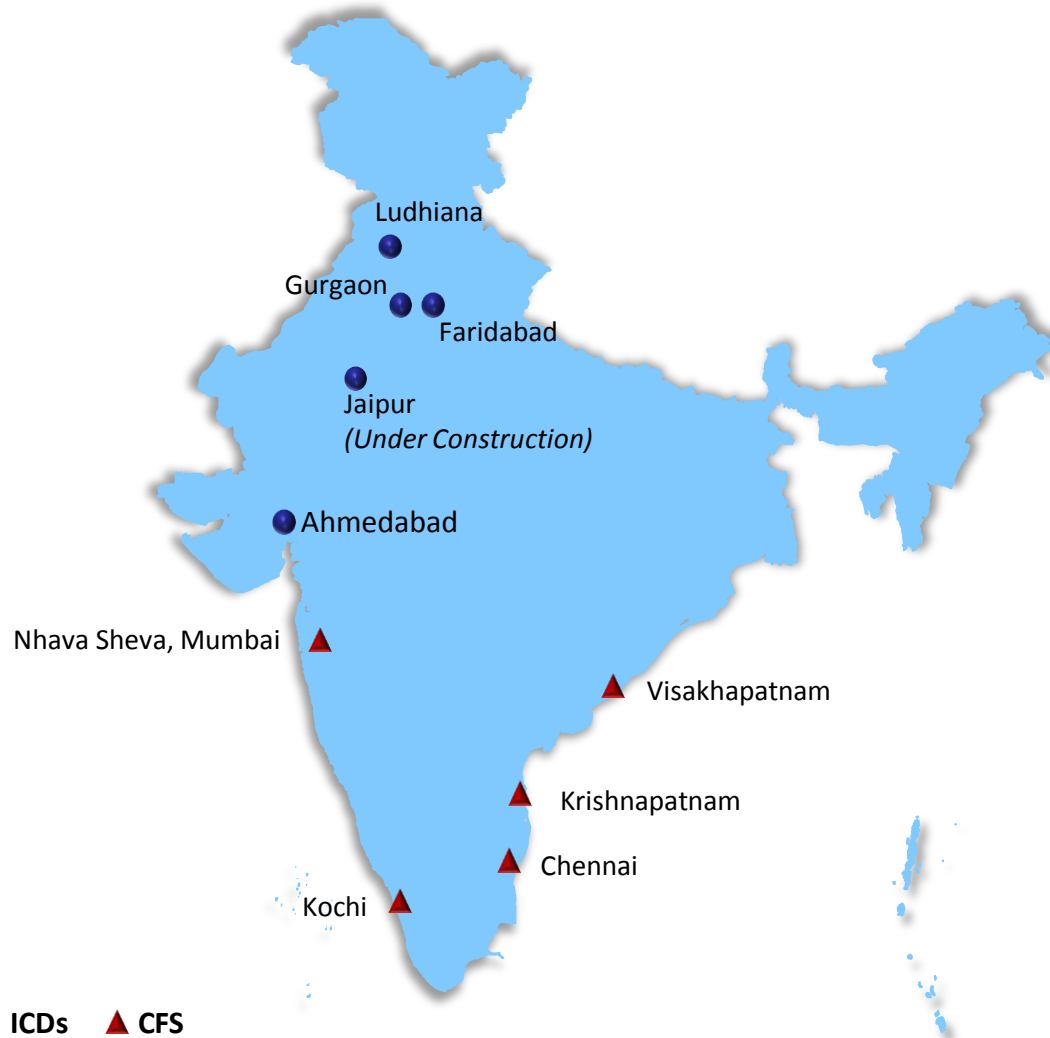 Ludhiana
Gurgaon
Faridabad
Jaipur
(Under Construction)
Ahmedabad
Nhava Sheva, Mumbai
Visakhapatnam
Krishnapatnam
Chennai
Kochi
ICDs CFS